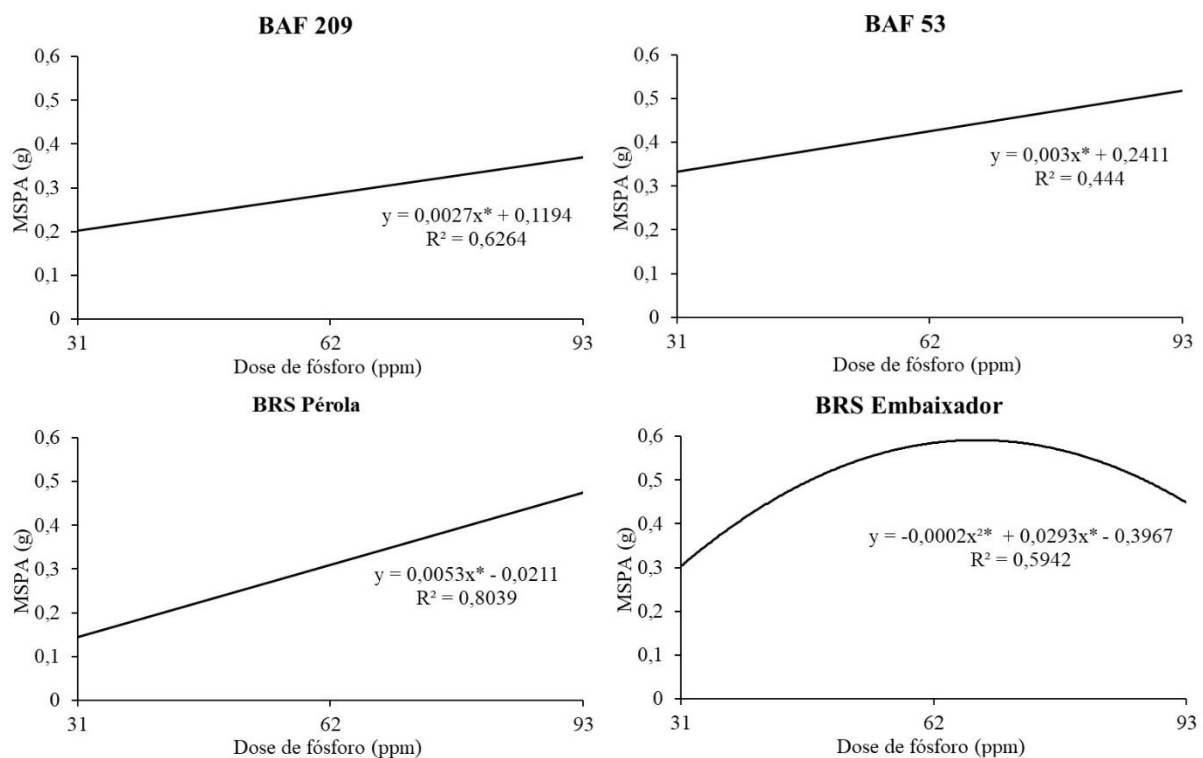 BAF 209
0,6
0,5
0,4
0,3
0,2
0,1
0
MSPA (g)
y = 0,0027x* + 0,1194
R² = 0,6264
31 62 93
Dose de fósforo (ppm)
BAF 53
0,6
0,5
0,4
0,3
0,2
0,1
0
MSPA (g)
y = 0,003x* + 0,2411
R² = 0,444
31 62 93
Dose de fósforo (ppm)
BRS Pérola
0,6
0,5
0,4
0,3
0,2
0,1
0
MSPA (g)
y = 0,0053x* - 0,0211
R² = 0,8039
31 62 93
Dose de fósforo (ppm)
BRS Embaixador
0,6
0,5
0,4
0,3
0,2
0,1
0
MSPA (g)
y = -0,0002x²* + 0,0293x* - 0,3967
R² = 0,5942
31 62 93
Dose de fósforo (ppm)